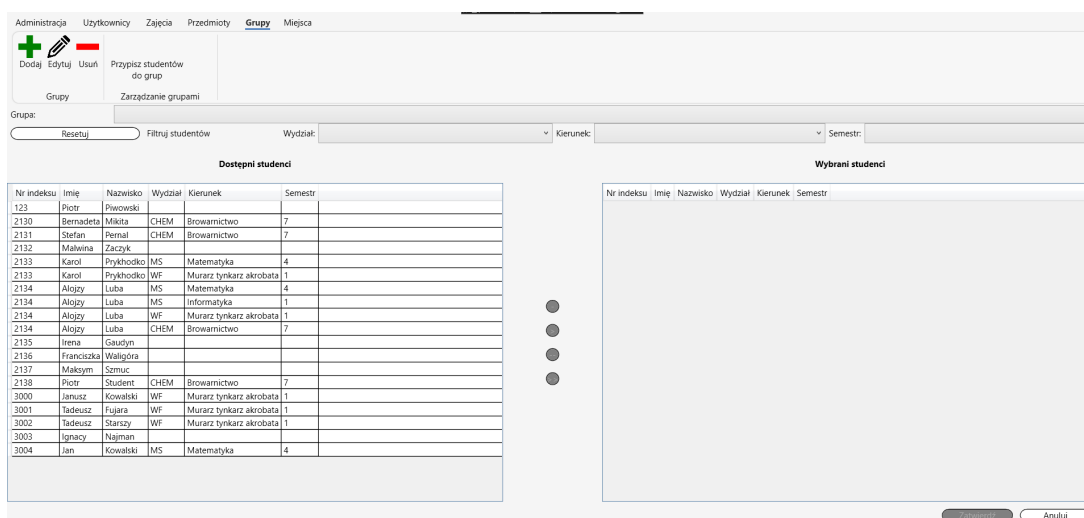 Administracja Użytkownicy Zajęcia Przedmioty Grupy Miejsca
Dodaj Edytuj Usuń Przypisz studentów
do grup
Grupy Zarządzanie grupami
Grupa:
Resetuj Filtruj studentów Wydział: Kierunek: Semestr:
Dostępni studenci Wybrani studenci
Nr indeksu Imię Nazwisko Wydział Kierunek Semestr Nr indeksu Imię Nazwisko Wydział Kierunek Semestr
123 Piotr Piwowski
2130 Bernadeta Mikita CHEM Browarnictwo 7
2131 Stefan Pernal CHEM Browarnictwo 7
2132 Malwina Zaczyk
2133 Karol Prykhodko MS Matematyka 4
2133 Karol Prykhodko WF Murarz tynkarz akrobata 1
2134 Alojzy Luba MS Matematyka 4
2134 Alojzy Luba MS Informatyka 1
2134 Alojzy Luba WF Murarz tynkarz akrobata 1
2134 Alojzy Luba CHEM Browarnictwo 7
2135 Irena Gaudyn
2136 Franciszka Waligóra
2137 Maksym Szmuc
2138 Piotr Student CHEM Browarnictwo 7
3000 Janusz Kowalski WF Murarz tynkarz akrobata 1
3001 Tadeusz Fujara WF Murarz tynkarz akrobata 1
3002 Tadeusz Starszy WF Murarz tynkarz akrobata 1
3003 Ignacy Najman
3004 Jan Kowalski MS Matematyka 4
Zatwierdź Anuluj